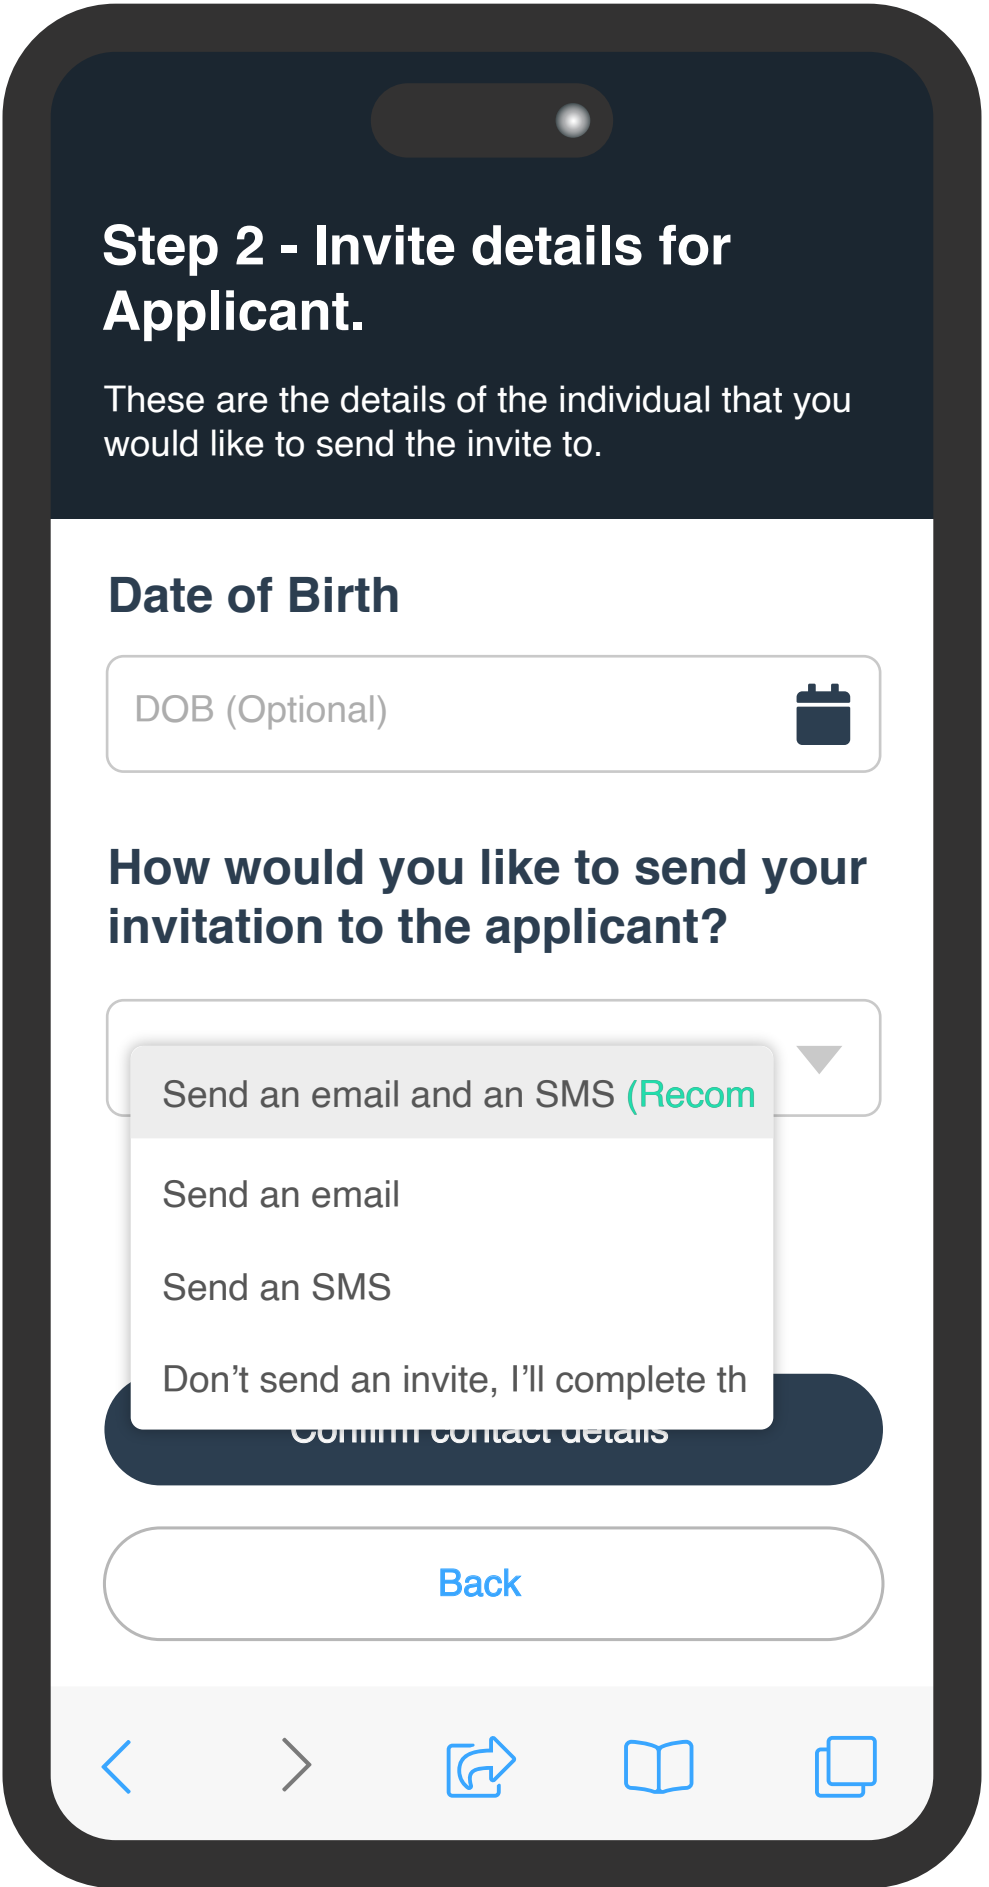 Step 2 - Invite details for
Applicant.
These are the details of the individual that you
would like to send the invite to.
Date of Birth
DOB (Optional)
How would you like to send your
invitation to the applicant?
Send an email and an SMS (Recom
Send an email
Send an SMS
Don’t send an invite, I’ll complete th
Confirm contact details
Back